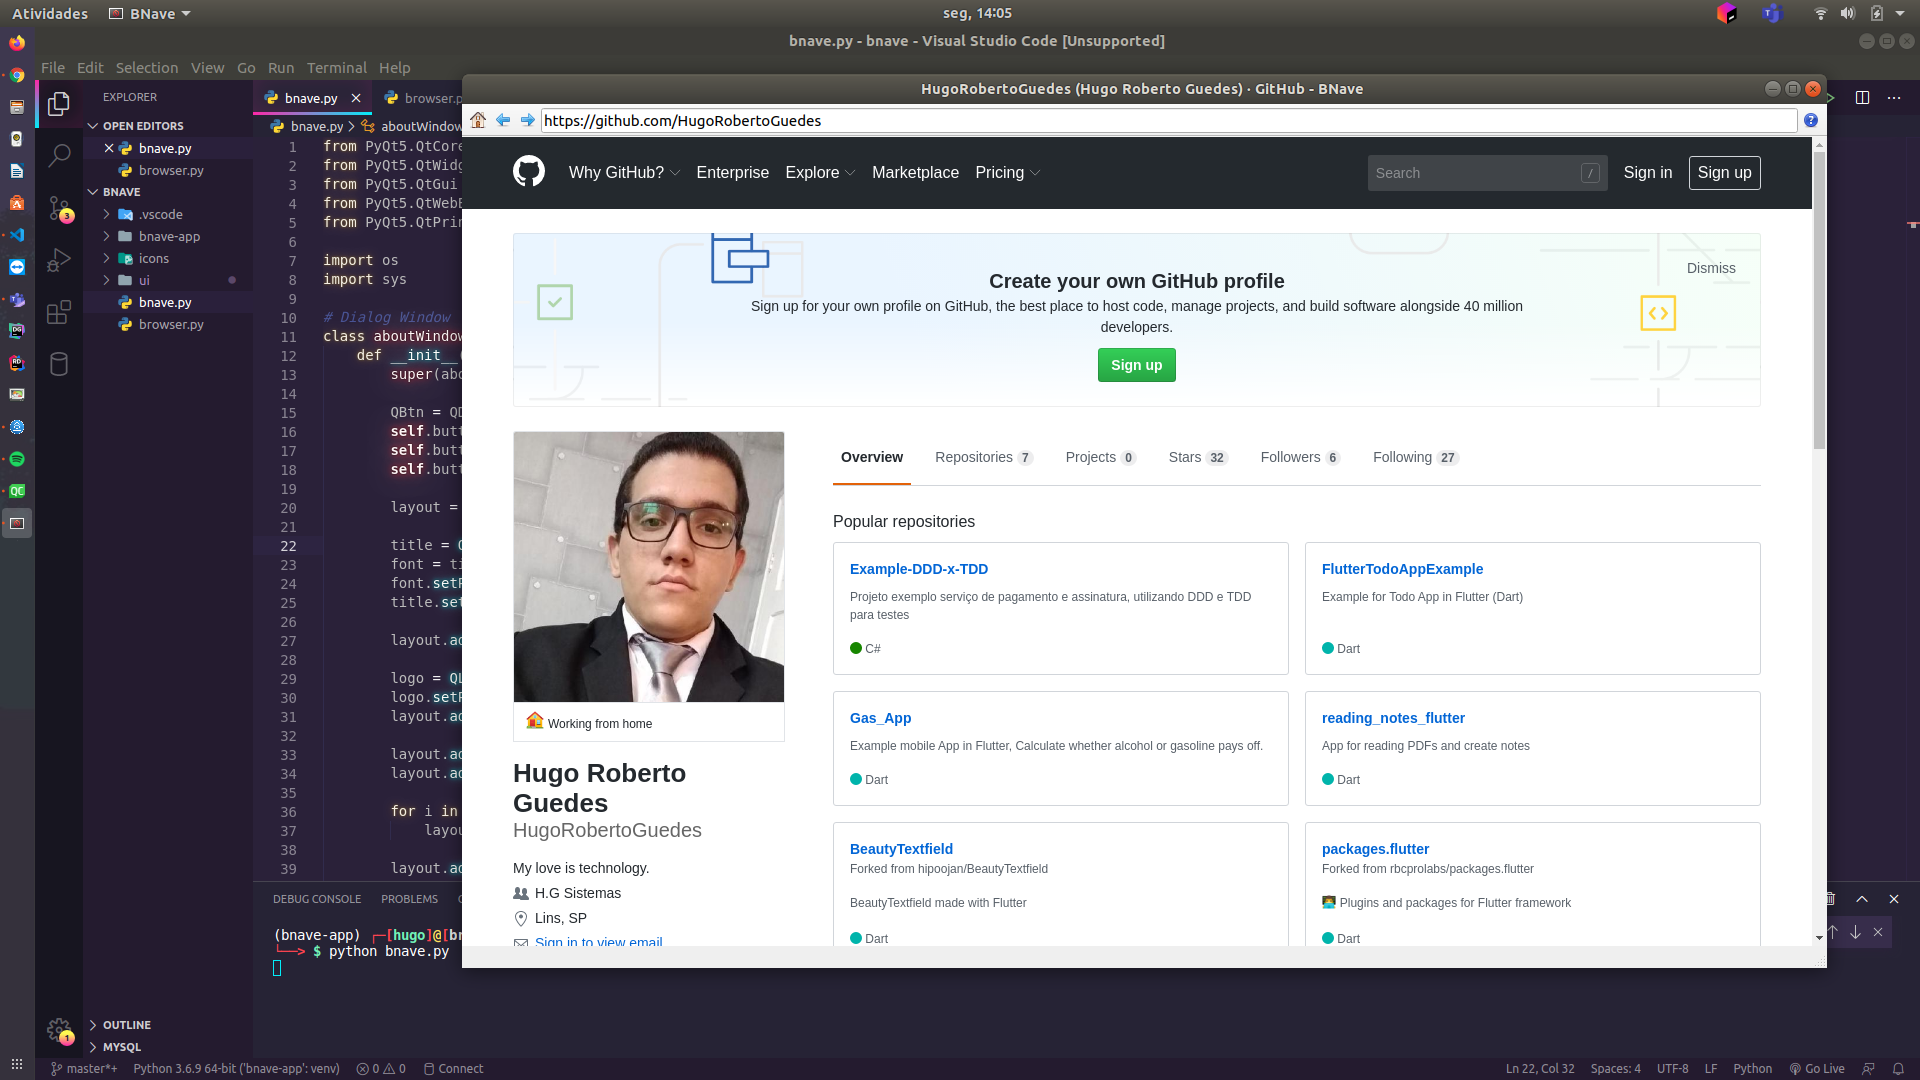 Atividades
BNave
seg, 14:05
bnave.py - bnave - Visual Studio Code [Unsupported]
File Edit Selection View Go Run Terminal Help
EXPLORER
OPEN EDITORS
bnave.py
browser.py
BNAVE
.vscode
bnave-app
icons
ui
bnave.py
browser.py
OUTLINE
MYSQL
3
1
bnave.py
browser.p
bnave.py > aboutWindow
1 from PyQt5.QtCore
2 from PyQt5.QtWidg
3 from PyQt5.QtGui
4 from PyQt5.QtWebE
5 from PyQt5.QtPrin
6
7 import os
8 import sys
9
10 # Dialog Window
11 class aboutWindow
12 def __init__(
13 super(abo
14
15 QBtn = QD
16 self.butt
17 self.butt
18 self.butt
19
20 layout =
21
22 title = Q
23 font = ti
24 font.setP
25 title.set
26
27 layout.ad
28
29 logo = QL
30 logo.setP
31 layout.ad
32
33 layout.ad
34 layout.ad
35
36 for i in
37 layou
38
39 layout.ad
DEBUG CONSOLE PROBLEMS
(bnave-app) ┌─[hugo]@[br
└──> $ python bnave.py
master*+
Python 3.6.9 64-bit ('bnave-app': venv)
0 0
Connect
Ln 22, Col 32
Spaces: 4
UTF-8
LF
Python
Go Live
HugoRobertoGuedes (Hugo Roberto Guedes) · GitHub - BNave
https://github.com/HugoRobertoGuedes
Why GitHub? Enterprise Explore Marketplace Pricing
Search /
Sign in
Sign up
Create your own GitHub profile
Dismiss
Sign up for your own profile on GitHub, the best place to host code, manage projects, and build software alongside 40 million
developers.
Sign up
Overview Repositories 7 Projects 0 Stars 32 Followers 6 Following 27
Working from home
Hugo Roberto
Guedes
HugoRobertoGuedes
My love is technology.
H.G Sistemas
Lins, SP
Sign in to view email
Popular repositories
Example-DDD-x-TDD
Projeto exemplo serviço de pagamento e assinatura, utilizando DDD e TDD
para testes
C#
FlutterTodoAppExample
Example for Todo App in Flutter (Dart)
Dart
Gas_App
Example mobile App in Flutter, Calculate whether alcohol or gasoline pays off.
Dart
reading_notes_flutter
App for reading PDFs and create notes
Dart
BeautyTextfield
Forked from hipoojan/BeautyTextfield
BeautyTextfield made with Flutter
Dart
packages.flutter
Forked from rbcprolabs/packages.flutter
Plugins and packages for Flutter framework
Dart